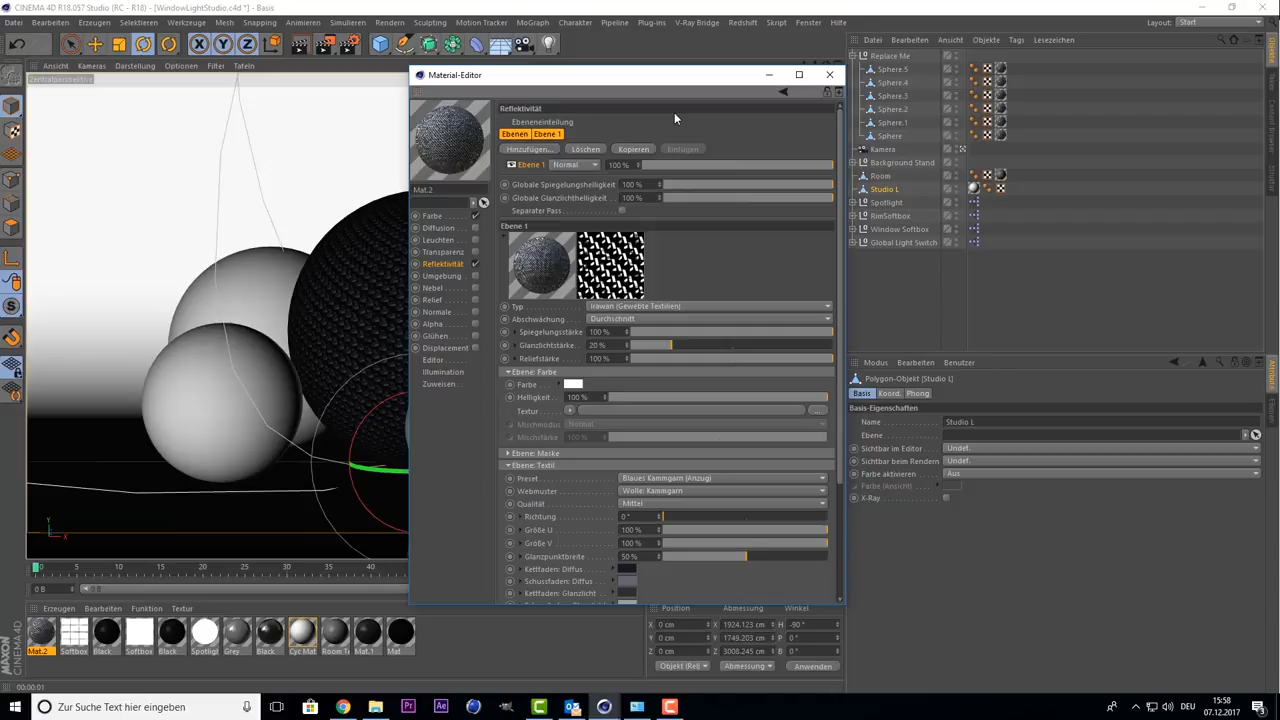 CINEMA 4D R18.057 Studio (RC - R18) - [WindowLightStudio.c4d *] - Basis
Datei Bearbeiten Erzeugen Selektieren Werkzeuge Mesh Snapping Animieren Simulieren Rendern Sculpting Motion Tracker MoGraph Charakter Pipeline Plug-ins V-Ray Bridge Redshift Skript Fenster Hilfe Layout: Start
X Y Z
Ansicht Kameras Darstellung Optionen Filter Tafeln
Zentralperspektive
Material-Editor
Mat.2
Farbe
Diffusion
Leuchten
Transparenz
Reflektivität
Umgebung
Nebel
Relief
Normale
Alpha
Glühen
Displacement
Editor
Illumination
Zuweisen
Reflektivität
Ebeneneinteilung
Ebenen Ebene 1
Hinzufügen... Löschen Kopieren Einfügen
Ebene 1 Normal 100 %
Globale Spiegelungshelligkeit 100 %
Globale Glanzlichthelligkeit 100 %
Separater Pass
Ebene 1
Typ Irawan (Gewebte Textilien)
Abschwächung Durchschnitt
Spiegelungsstärke 100 %
Glanzlichtstärke 20 %
Reliefstärke 100 %
Ebene: Farbe
Farbe
Helligkeit 100 %
Textur ...
Mischmodus Normal
Mischstärke 100 %
Ebene: Maske
Ebene: Textil
Preset Blaues Kammgarn (Anzug)
Webmuster Wolle: Kammgarn
Qualität Mittel
Richtung 0 °
Größe U 100 %
Größe V 100 %
Glanzpunktbreite 50 %
Kettfaden: Diffus
Schussfaden: Diffus
Kettfaden: Glanzlicht
Datei Bearbeiten Ansicht Objekte Tags Lesezeichen
Replace Me
Sphere.5
Sphere.4
Sphere.3
Sphere.2
Sphere.1
Sphere
Kamera
Background Stand
Room
Studio L
Spotlight
RimSoftbox
Window Softbox
Global Light Switch
Modus Bearbeiten Benutzer
Polygon-Objekt [Studio L]
Basis Koord. Phong
Basis-Eigenschaften
Name Studio L
Ebene
Sichtbar im Editor Undef.
Sichtbar beim Rendern Undef.
Farbe aktivieren Aus
Farbe (Ansicht)
X-Ray
Objekte
Content Browser
Struktur
Attribute
Ebenen
Y
X
0 5 10 15 20 25 30 35 40
0 B 0 B
Erzeugen Bearbeiten Funktion Textur
Mat.2 Softbox Black Softbox Black Spotlig Grey Black Cyc Mat Room T Mat.1 Mat
Position Abmessung Winkel
X 0 cm X 1924.123 cm H -90 °
Y 0 cm Y 1749.203 cm P 0 °
Z 0 cm Z 3008.245 cm B 0 °
Objekt (Rel) Abmessung Anwenden
MAXON CINEMA 4D
00:00:01
Zur Suche Text hier eingeben
Pr Ae C C
15:58
07.12.2017